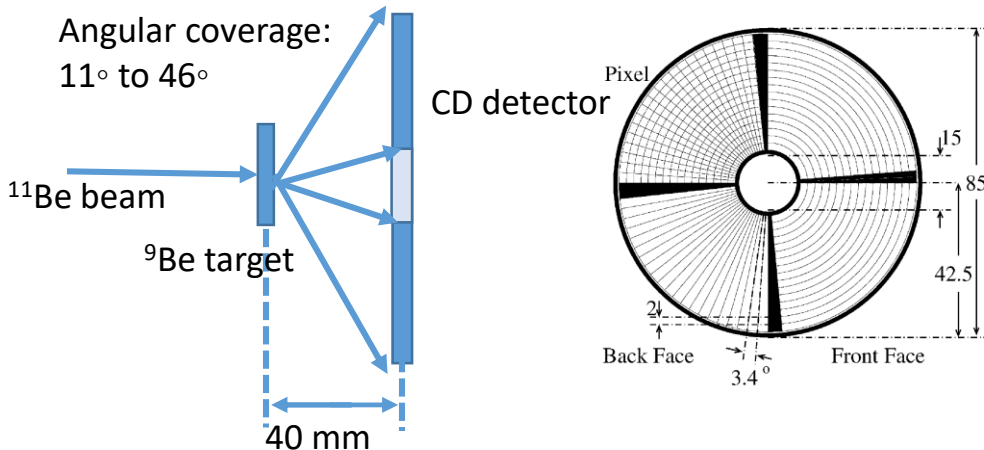 Angular coverage:
11° to 46°
CD detector
¹¹Be beam
⁹Be target
40 mm
Pixel
15
85
42.5
2
Back Face
Front Face
3.4 °